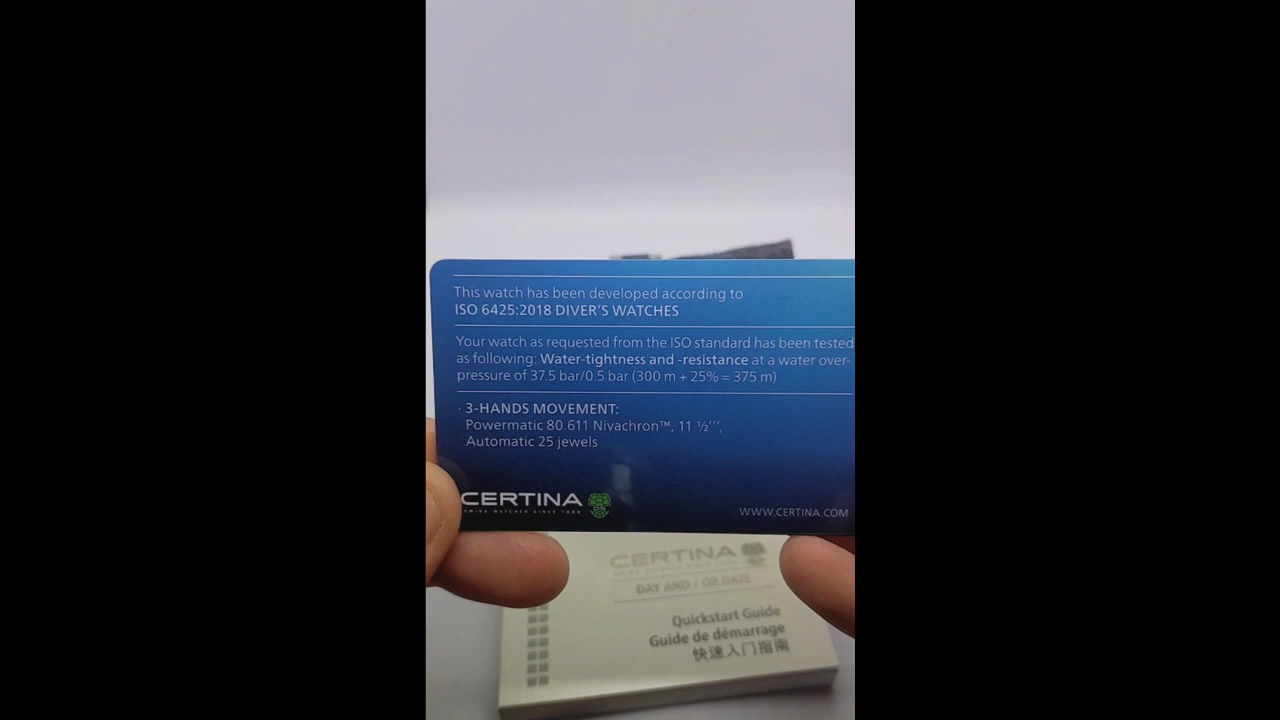 This watch has been developed according to
ISO 6425:2018 DIVER'S WATCHES
Your watch as requested from the ISO standard has been tested
as following: Water-tightness and -resistance at a water over-
pressure of 37.5 bar/0.5 bar (300 m + 25% = 375 m)
· 3-HANDS MOVEMENT:
Powermatic 80.611 Nivachron™, 11 ½''',
Automatic 25 jewels
CERTINA
SWISS WATCHES SINCE 1888
WWW.CERTINA.COM
CERTINA
DAY AND / OR DATE
Quickstart Guide
Guide de démarrage
快速入门指南